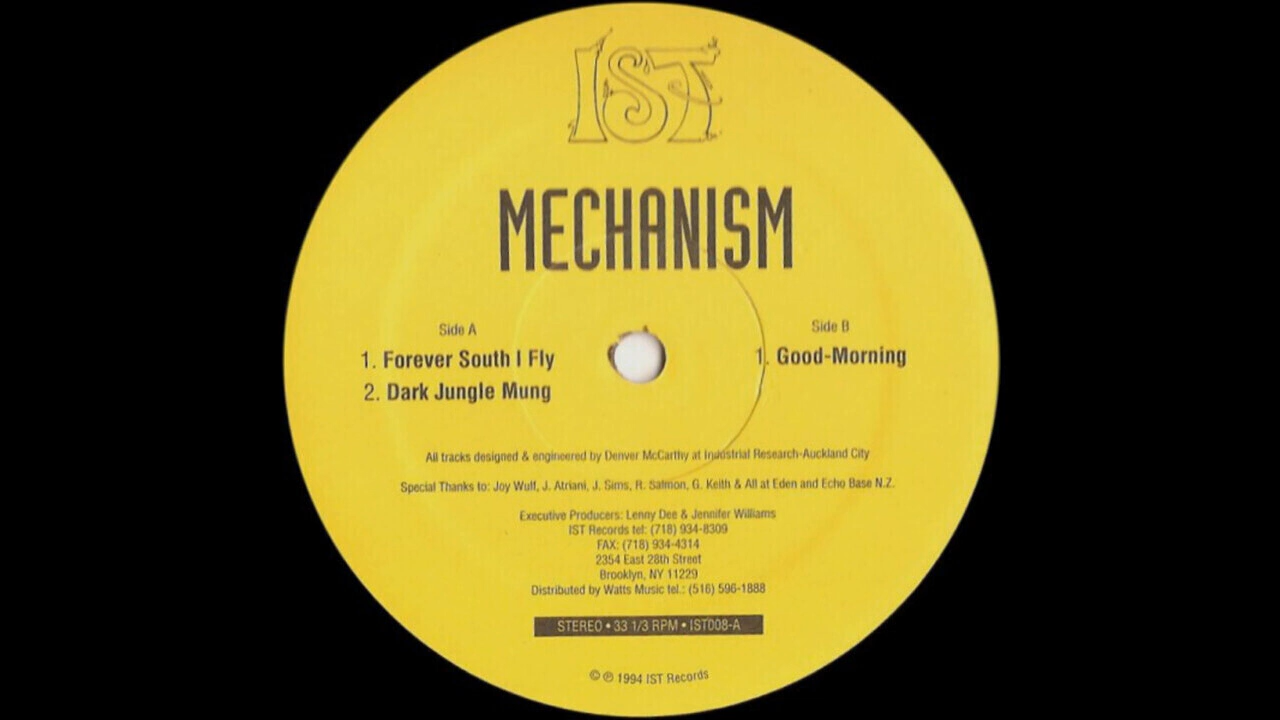 IST
MECHANISM
Side A
1. Forever South I Fly
2. Dark Jungle Mung
Side B
1. Good-Morning
All tracks designed & engineered by Denver McCarthy at Industrial Research-Auckland City
Special Thanks to: Joy Wulf, J. Atriani, J. Sims, R. Salmon, G. Keith & All at Eden and Echo Base N.Z.
Executive Producers: Lenny Dee & Jennifer Williams
IST Records tel: (718) 934-8309
FAX: (718) 934-4314
2354 East 28th Street
Brooklyn, NY 11229
Distributed by Watts Music tel.: (516) 596-1888
STEREO • 33 1/3 RPM • IST008-A
© ℗ 1994 IST Records